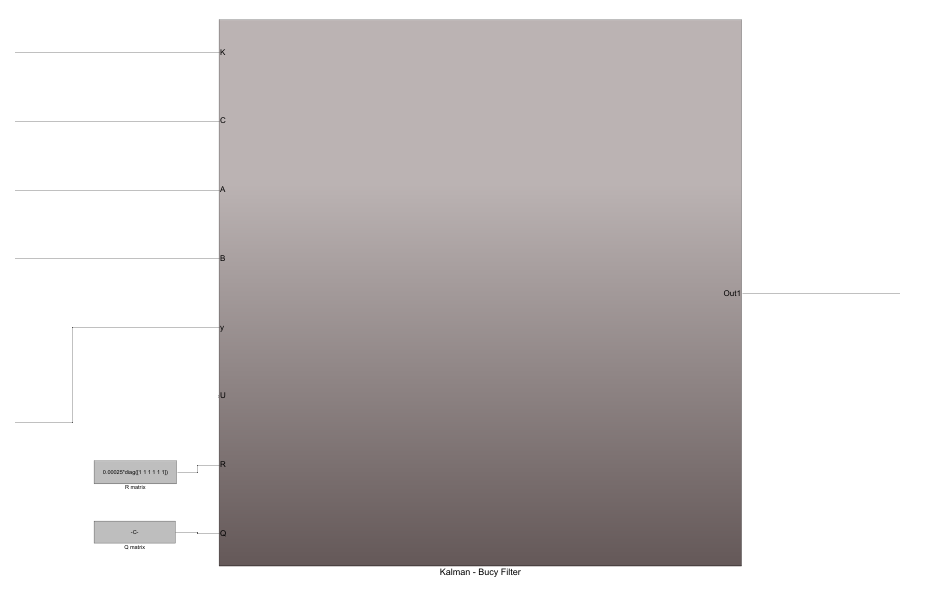 K
C
A
B
y
U
R
Q
Out1
0.00025*diag([1 1 1 1 1 1])
R matrix
-C-
Q matrix
Kalman - Bucy Filter